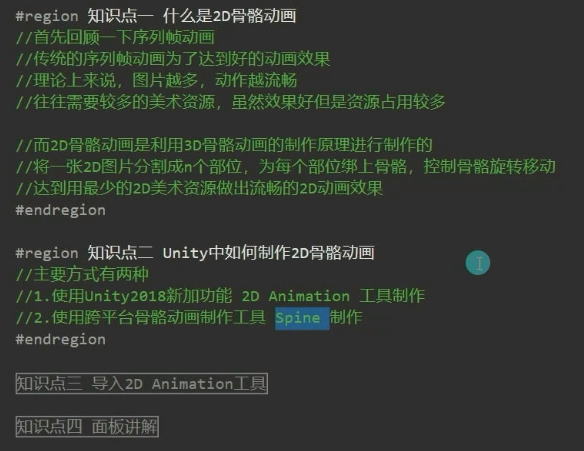 #region 知识点一 什么是2D骨骼动画
//首先回顾一下序列帧动画
//传统的序列帧动画为了达到好的动画效果
//理论上来说，图片越多，动作越流畅
//往往需要较多的美术资源，虽然效果好但是资源占用较多
//而2D骨骼动画是利用3D骨骼动画的制作原理进行制作的
//将一张2D图片分割成n个部位，为每个部位绑上骨骼，控制骨骼旋转移动
//达到用最少的2D美术资源做出流畅的2D动画效果
#endregion
#region 知识点二 Unity中如何制作2D骨骼动画
//主要方式有两种
//1.使用Unity2018新加功能 2D Animation 工具制作
//2.使用跨平台骨骼动画制作工具 Spine 制作
#endregion
知识点三 导入2D Animation工具
知识点四 面板讲解